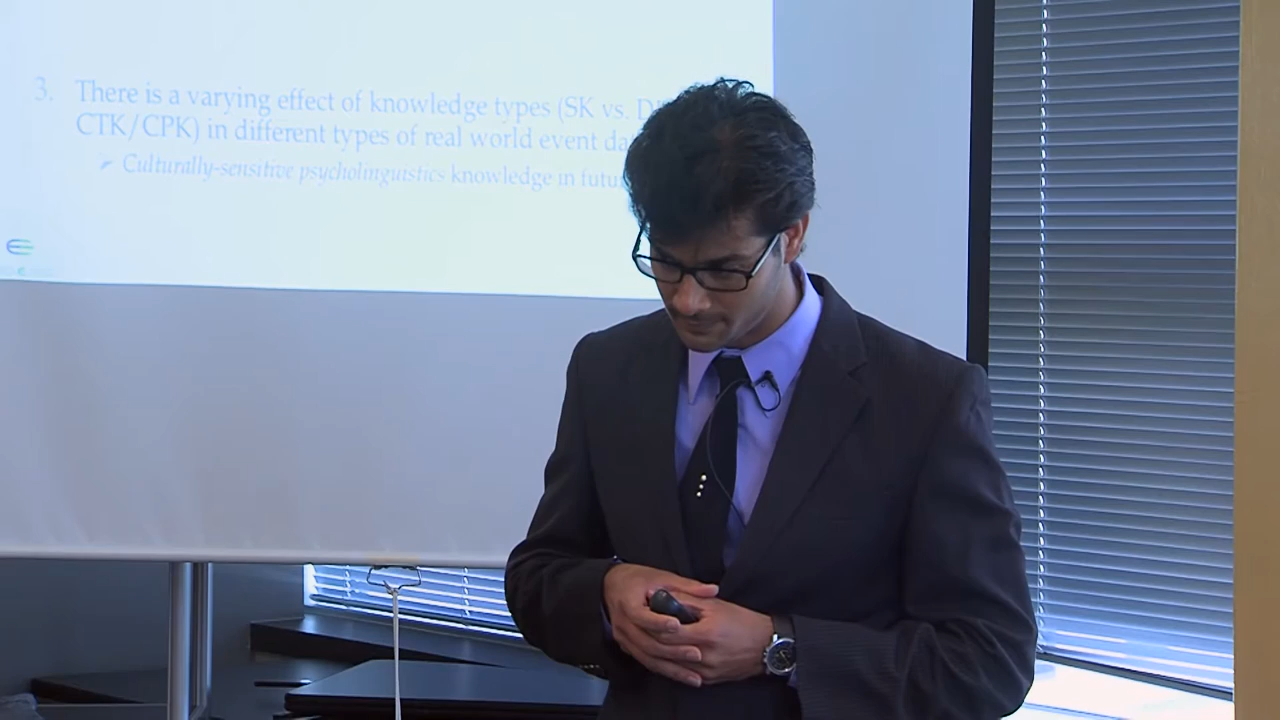 3. There is a varying effect of knowledge types (SK vs.
CTK/CPK) in different types of real world event
➤ Culturally-sensitive psycholinguistics knowledge in